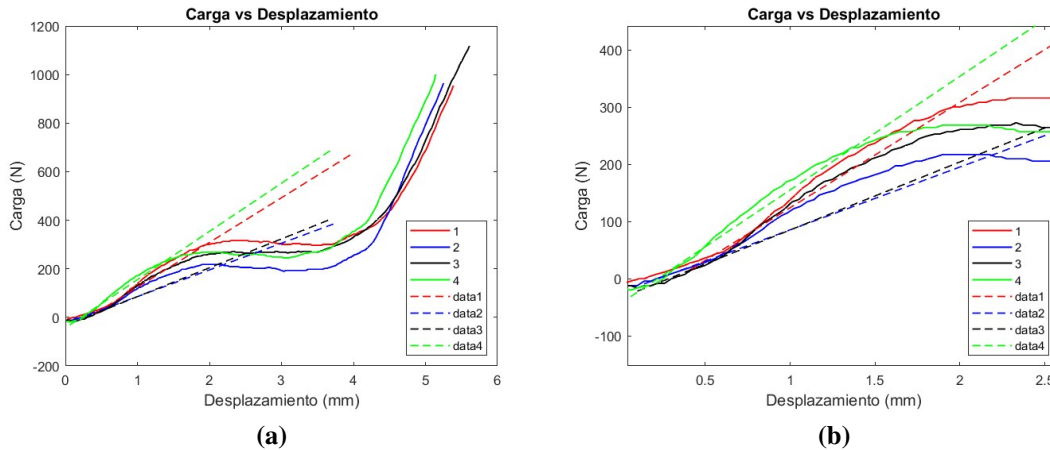 Carga vs Desplazamiento
1200
1000
800
600
400
200
0
-200
Carga (N)
0 1 2 3 4 5 6
Desplazamiento (mm)
1
2
3
4
data1
data2
data3
data4
(a)
Carga vs Desplazamiento
400
300
200
100
0
-100
Carga (N)
0.5 1 1.5 2 2.5
Desplazamiento (mm)
1
2
3
4
data1
data2
data3
data4
(b)